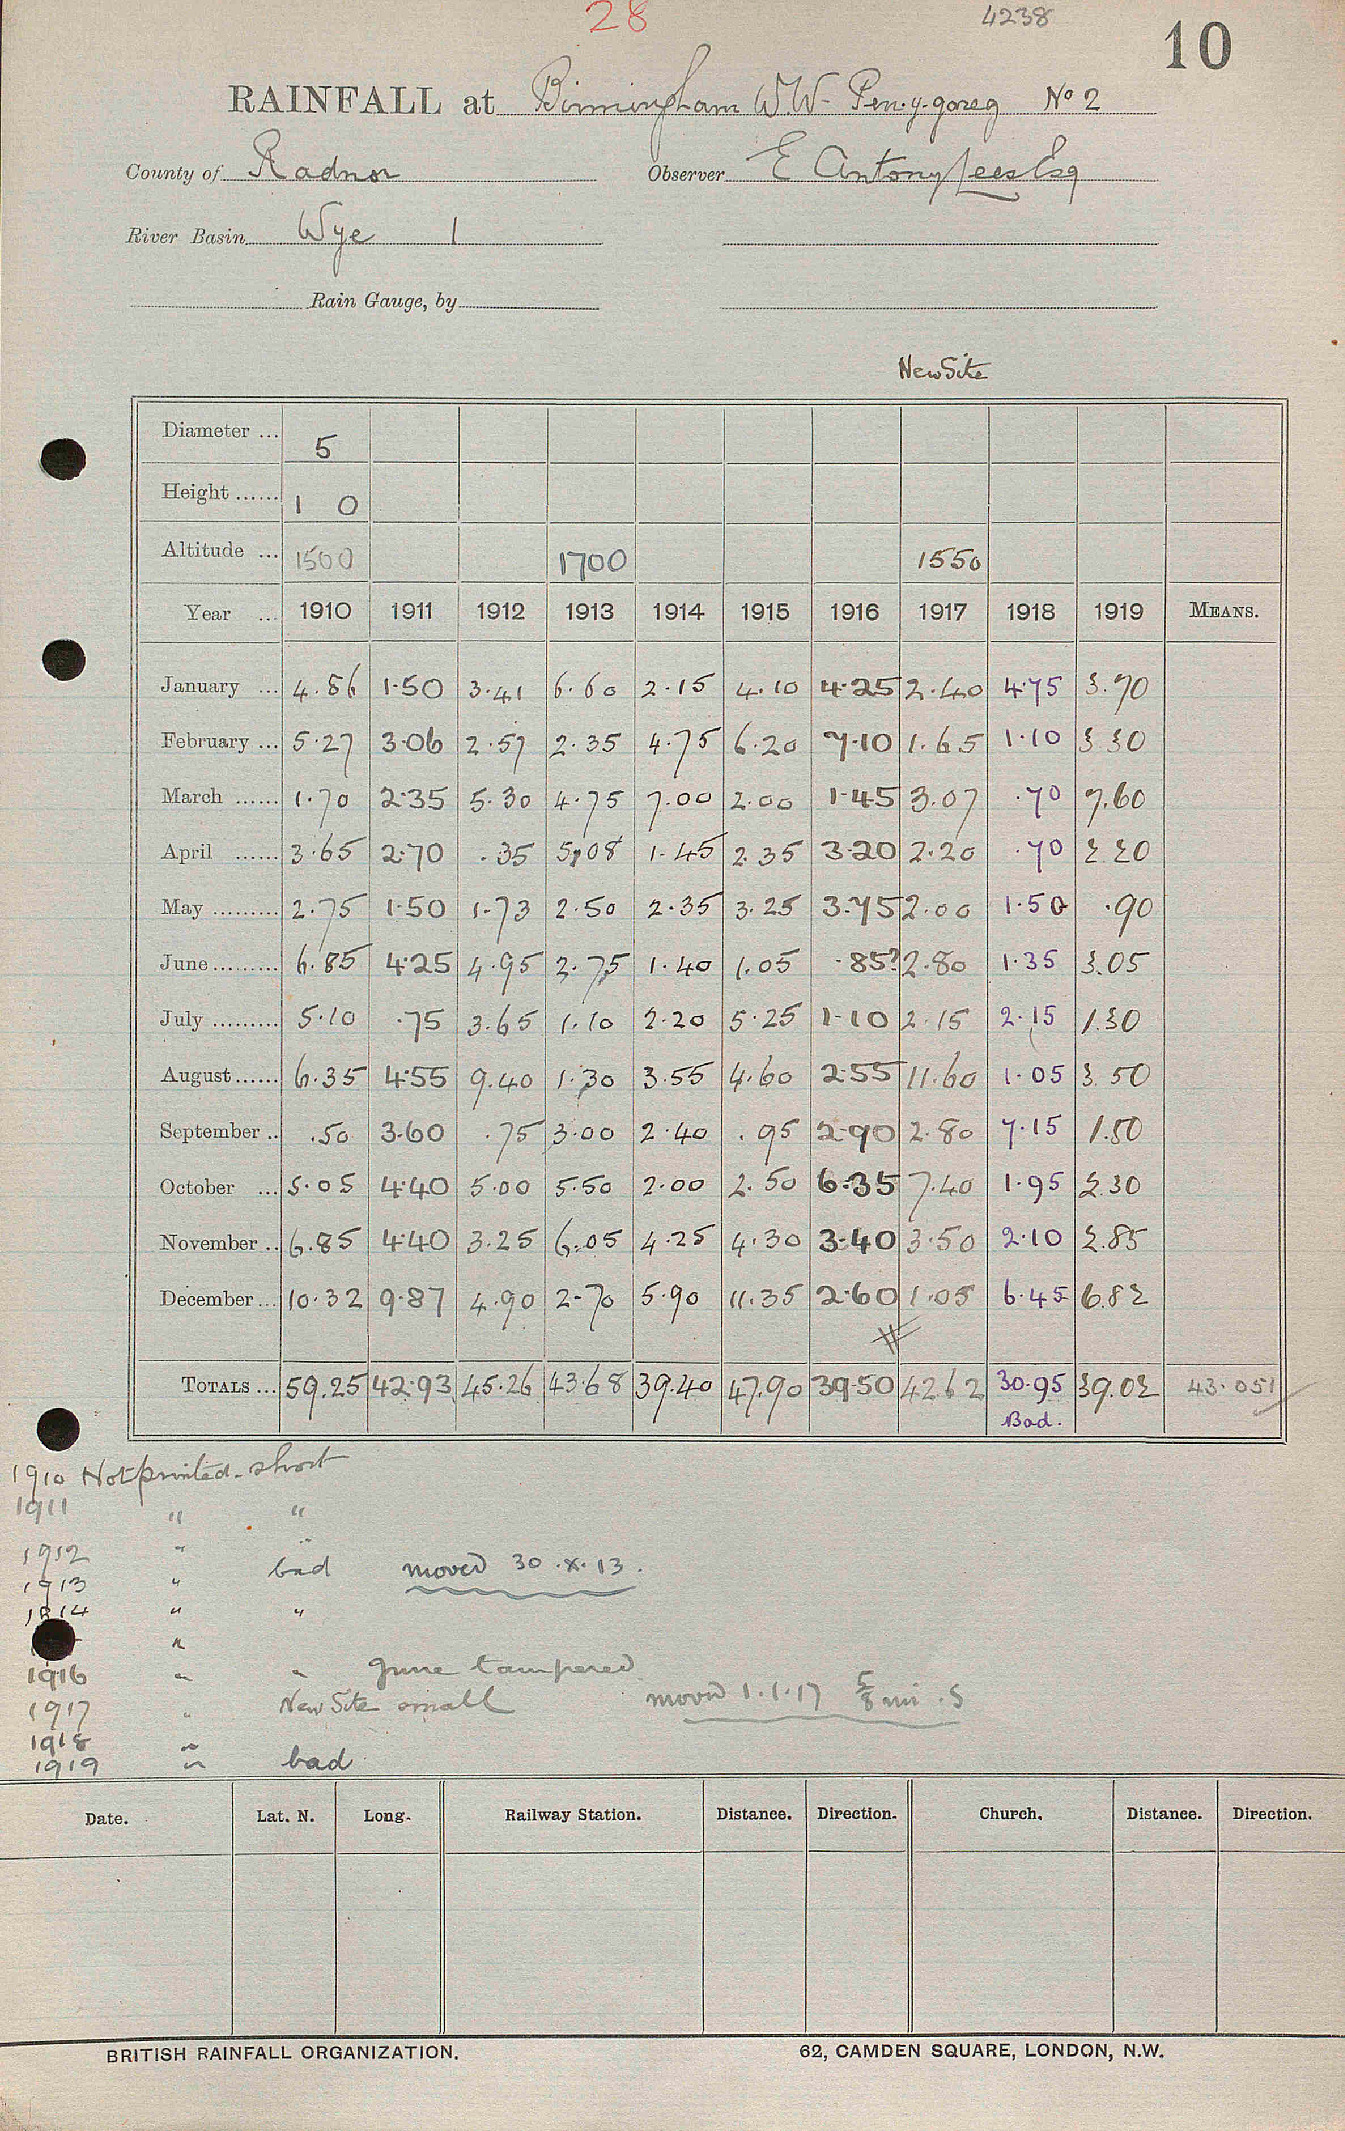 28 4238 10
RAINFALL at Birmingham W.W. Pen.y.gareg No 2
County of Radnor Observer E Antony Lees Esq
River Basin Wye 1
Rain Gauge, by
New Site
Diameter ... 5
Height ...... 1 0
Altitude ... 1500 1700 1550
Year ... 1910 1911 1912 1913 1914 1915 1916 1917 1918 1919 MEANS.
January ... 4.86 1.50 3.41 6.60 2.15 4.10 4.25 2.40 4.75 3.70
February ... 5.27 3.06 2.57 2.35 4.75 6.20 7.10 1.65 1.10 3.30
March ...... 1.70 2.35 5.30 4.75 7.00 2.00 1.45 3.07 .70 7.60
April ...... 3.65 2.70 .35 5.08 1.45 2.35 3.20 2.20 .70 2.20
May ......... 2.75 1.50 1.73 2.50 2.35 3.25 3.75 2.00 1.50 .90
June ......... 6.85 4.25 4.95 2.75 1.40 1.05 .85? 2.80 1.35 3.05
July ......... 5.10 .75 3.65 1.10 2.20 5.25 1.10 2.15 2.15 1.30
August ...... 6.35 4.55 9.40 1.30 3.55 4.60 2.55 11.60 1.05 3.50
September .. .50 3.60 .75 3.00 2.40 .95 2.90 2.80 7.15 1.50
October ... 5.05 4.40 5.00 5.50 2.00 2.50 6.35 7.40 1.95 2.30
November .. 6.85 4.40 3.25 6.05 4.25 4.30 3.40 3.50 2.10 2.85
December ... 10.32 9.87 4.90 2.70 5.90 11.35 2.60 1.05 6.45 6.82
TOTALS ... 59.25 42.93 45.26 43.68 39.40 47.90 39.50 42.62 30.95 39.02 43.051
Bad.
1910 Not printed - short
1911 " "
1912 " "
1913 " bad moved 30.X.13.
1914 " "
"
1916 " " June tampered
1917 " New Site small moved 1.1.17 5/8 mi. S
1918 "
1919 " bad
Date. Lat. N. Long. Railway Station. Distance. Direction. Church. Distance. Direction.
BRITISH RAINFALL ORGANIZATION. 62, CAMDEN SQUARE, LONDON, N.W.